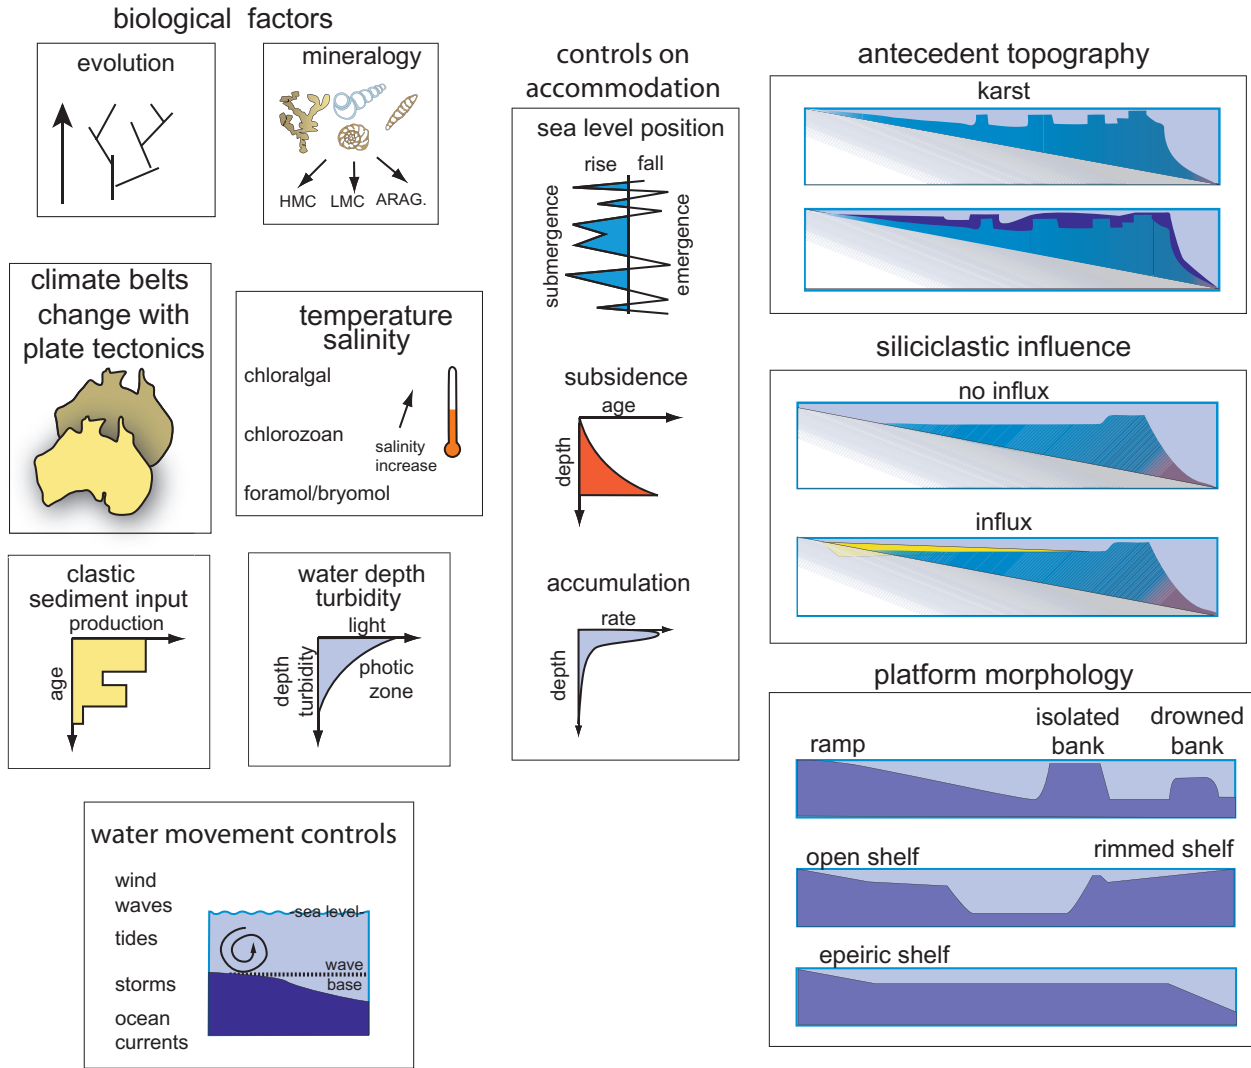 biological factors
evolution
mineralogy
HMC LMC ARAG.
climate belts
change with
plate tectonics
temperature
salinity
chloralgal
chlorozoan
salinity
increase
foramol/bryomol
clastic
sediment input
production
age
water depth
turbidity
light
depth
turbidity
photic
zone
water movement controls
wind
waves
tides
storms
ocean
currents
-sea level-
wave
base
controls on
accommodation
sea level position
rise fall
submergence
emergence
subsidence
age
depth
accumulation
rate
depth
antecedent topography
karst
siliciclastic influence
no influx
influx
platform morphology
ramp
isolated
bank
drowned
bank
open shelf
rimmed shelf
epeiric shelf